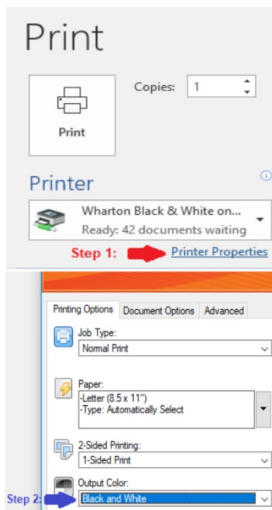 Print
Copies: 1
Print
Printer
Wharton Black & White on...
Ready: 42 documents waiting
Step 1: Printer Properties
Printing Options Document Options Advanced
Job Type:
Normal Print
Paper:
-Letter (8.5 x 11")
-Type: Automatically Select
2-Sided Printing:
1-Sided Print
Output Color:
Step 2: Black and White